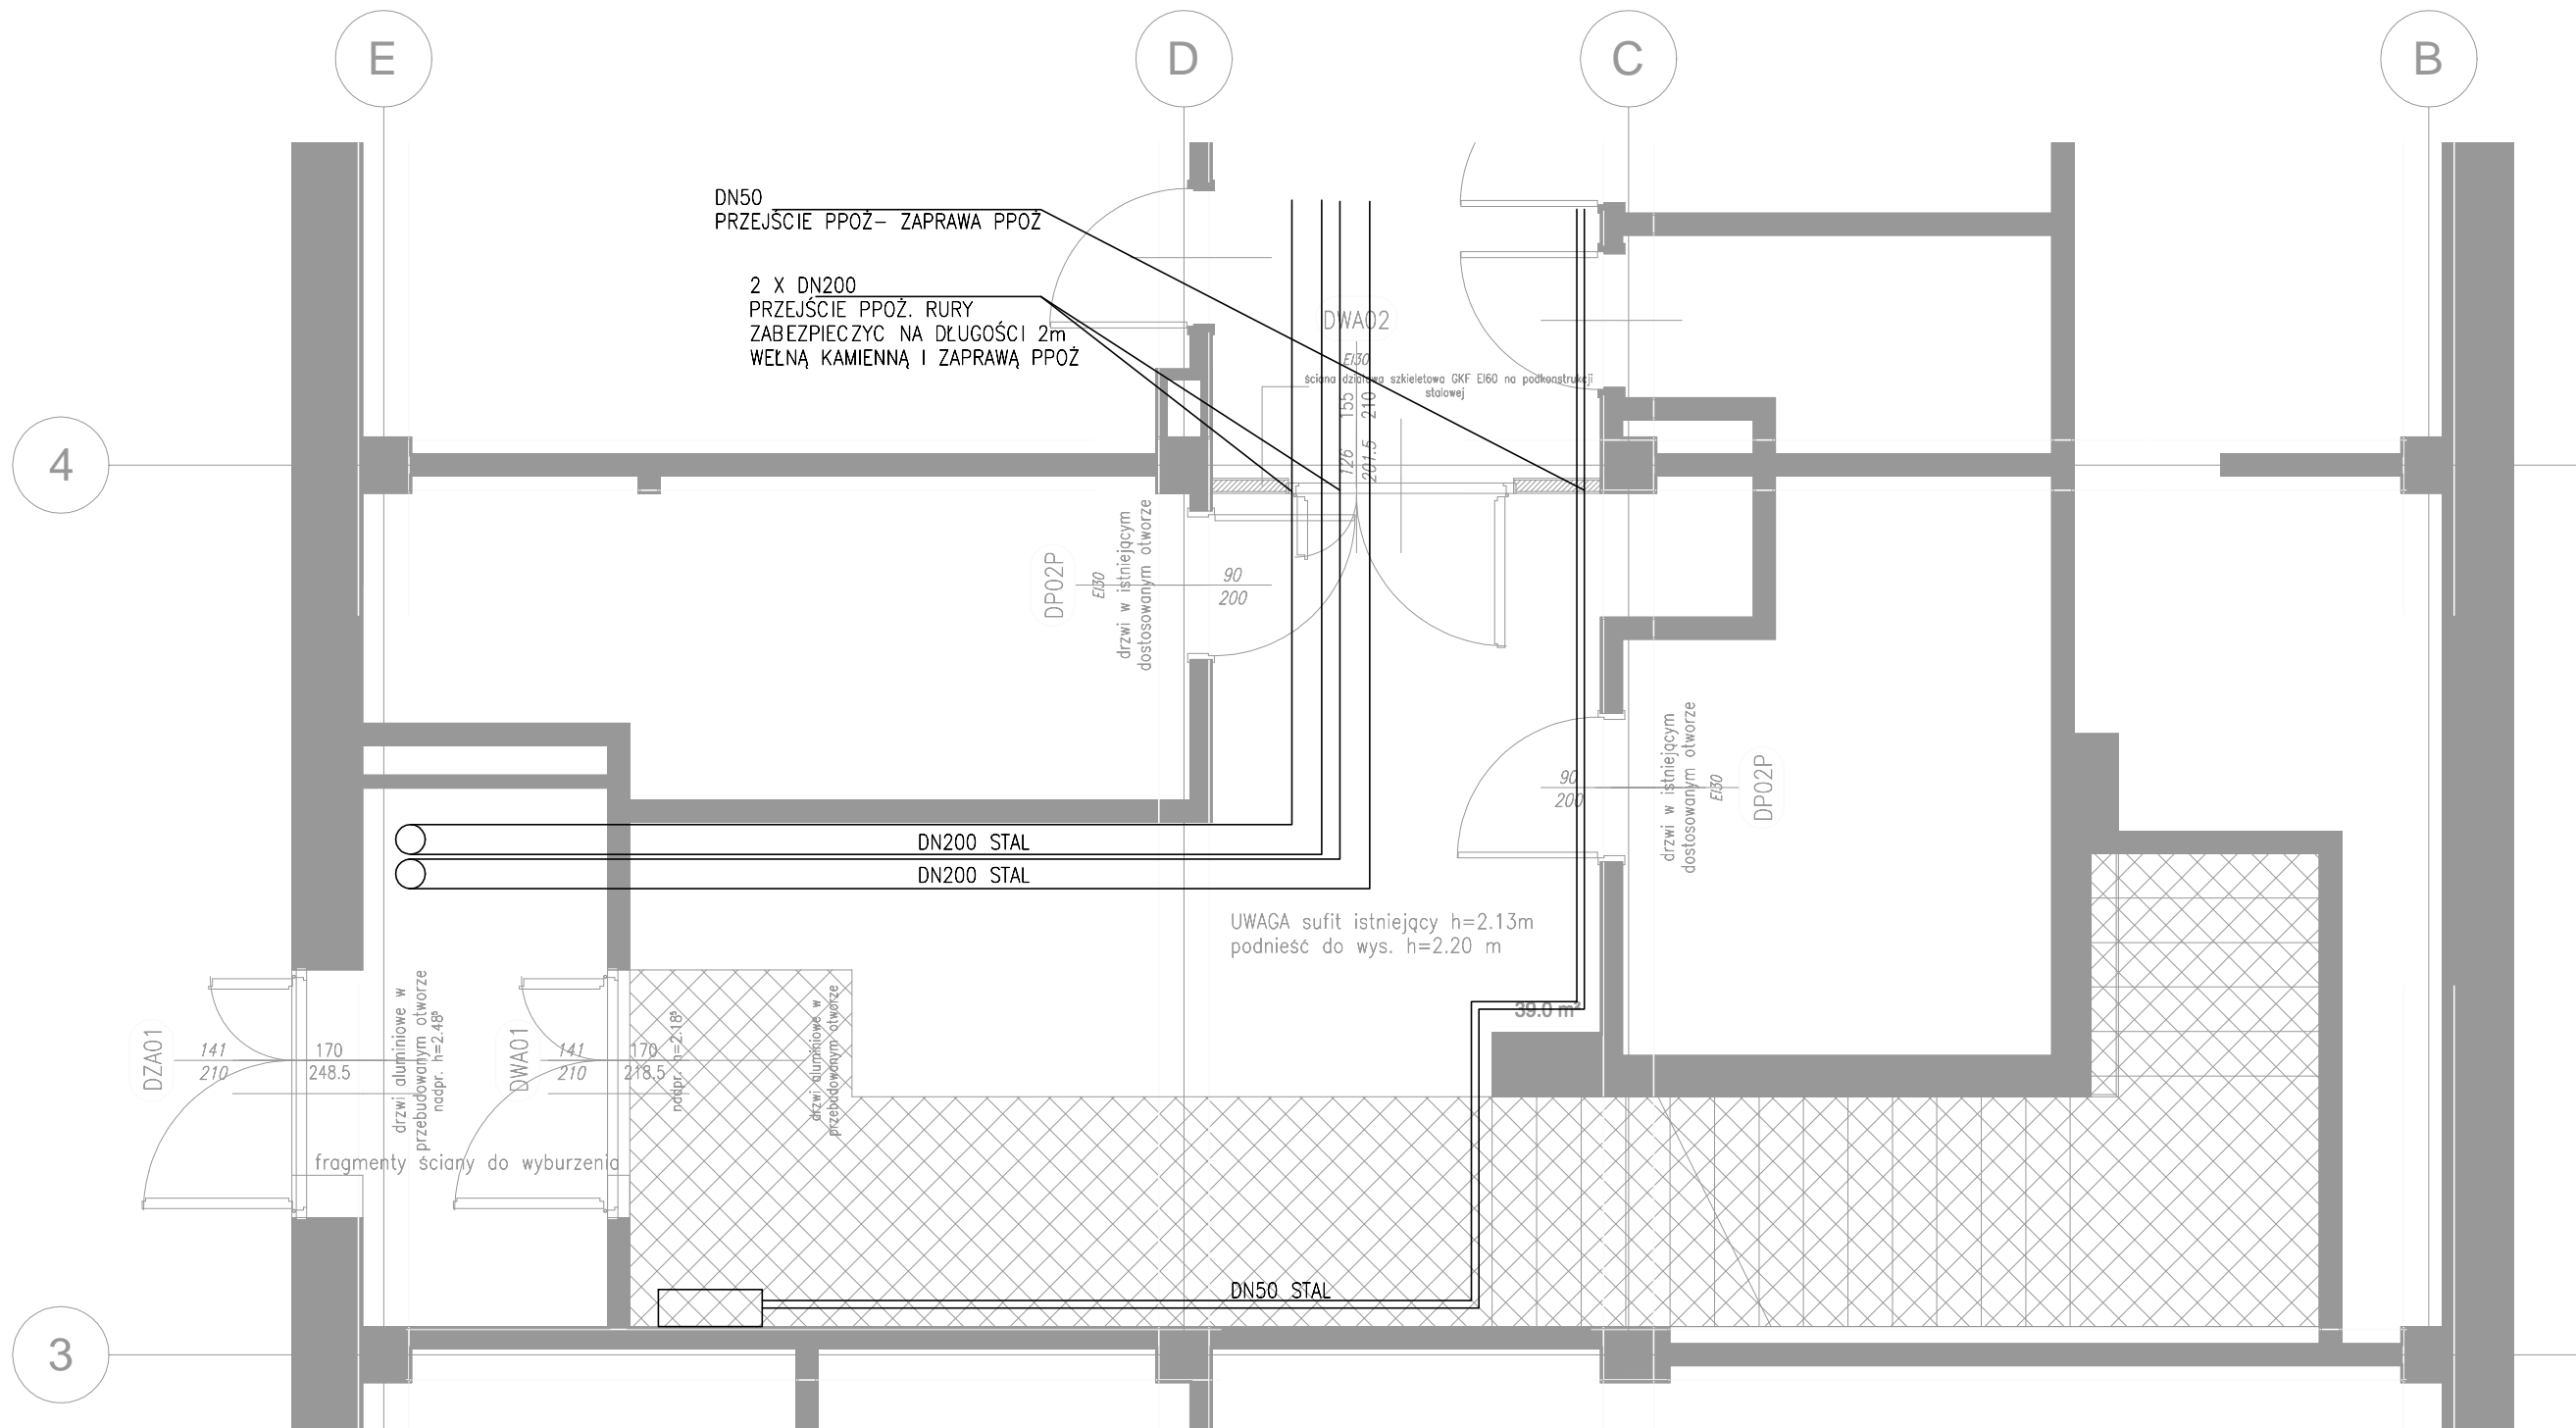 E
D
C
B
DN50
PRZEJŚCIE PPOŻ- ZAPRAWA PPOŻ
2 X DN200
PRZEJŚCIE PPOŻ. RURY
ZABEZPIECZYC NA DŁUGOŚCI 2m
WEŁNĄ KAMIENNĄ I ZAPRAWĄ PPOŻ
DWA02
EI30
ściana działowa szkieletowa GKF EI60 na podkonstrukcji
stalowej
155
210
126
201.5
4
DP02P
EI30
drzwi w istniejącym
dostosowanym otworze
90
200
90
200
drzwi w istniejącym
dostosowanym otworze
EI30
DP02P
DN200 STAL
DN200 STAL
UWAGA sufit istniejący h=2.13m
podnieść do wys. h=2.20 m
39.0 m²
DZA01
141
210
170
248.5
drzwi aluminiowe w
przebudowanym otworze
nadpr. h=2.48⁵
DWA01
141
210
170
218.5
nadpr. h=2.18⁵
drzwi aluminiowe w
przebudowanym otworze
fragmenty ściany do wyburzenia
DN50 STAL
3